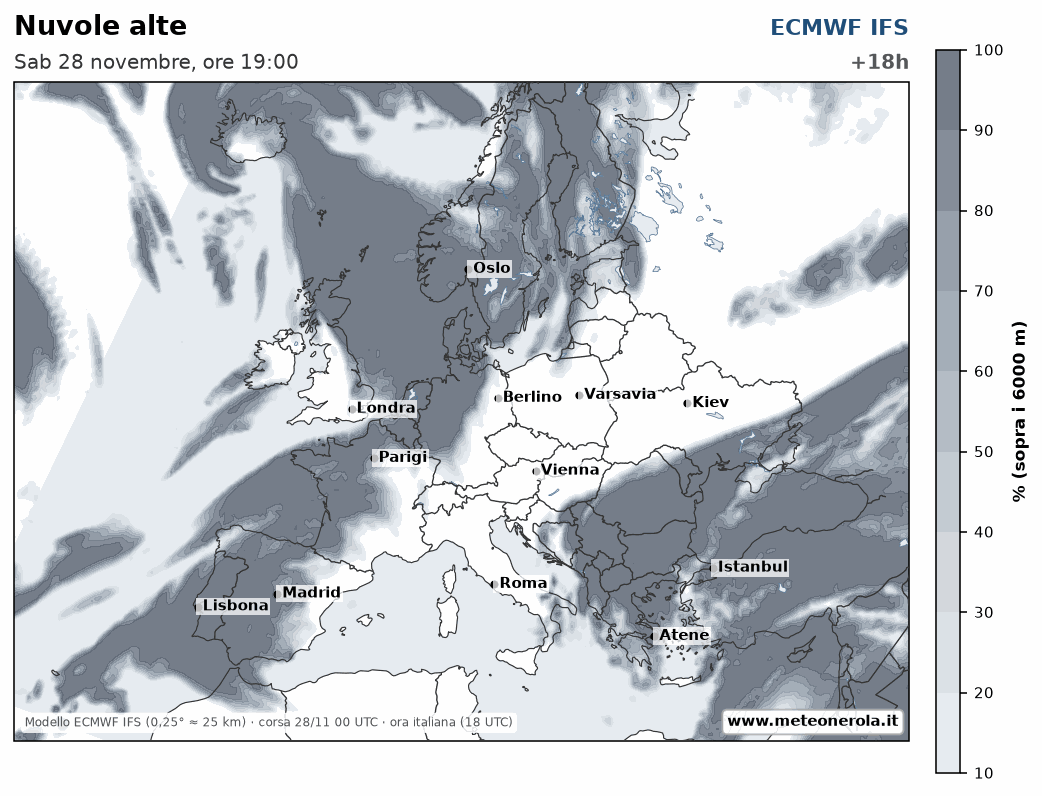 Nuvole alte
ECMWF IFS
Sab 28 novembre, ore 19:00
+18h
Oslo
Londra
Berlino
Varsavia
Kiev
Parigi
Vienna
Istanbul
Roma
Madrid
Lisbona
Atene
Modello ECMWF IFS (0,25° ≈ 25 km) · corsa 28/11 00 UTC · ora italiana (18 UTC)
www.meteonerola.it
100
90
80
70
60
50
40
30
20
10
% (sopra i 6000 m)